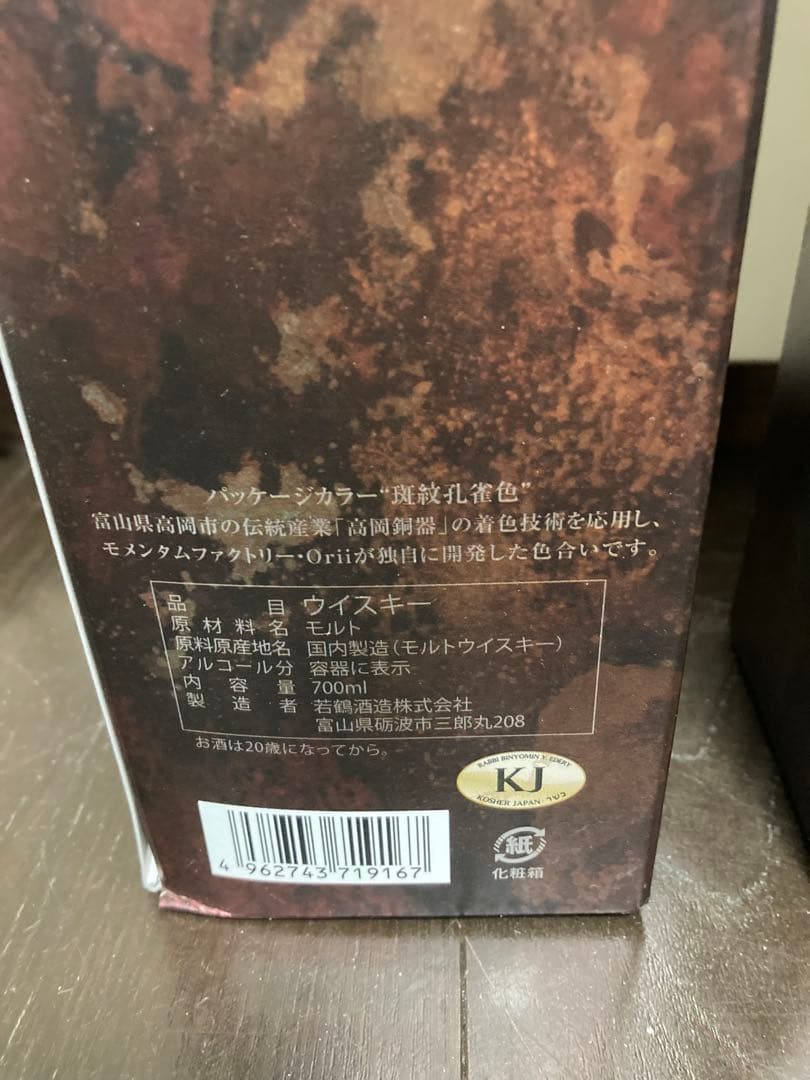 パッケージカラー“斑紋孔雀色”
富山県高岡市の伝統産業「高岡銅器」の着色技術を応用し、
モメンタムファクトリー・Oriiが独自に開発した色合いです。
品目 ウイスキー
原材料名 モルト
原料原産地名 国内製造(モルトウイスキー)
アルコール分 容器に表示
内容量 700ml
製造者 若鶴酒造株式会社
富山県砺波市三郎丸208
お酒は20歳になってから。
RABBI BINYOMIN Y. EDERY
KJ
KOSHER JAPAN · כשר
4 962743 719167
紙
化粧箱